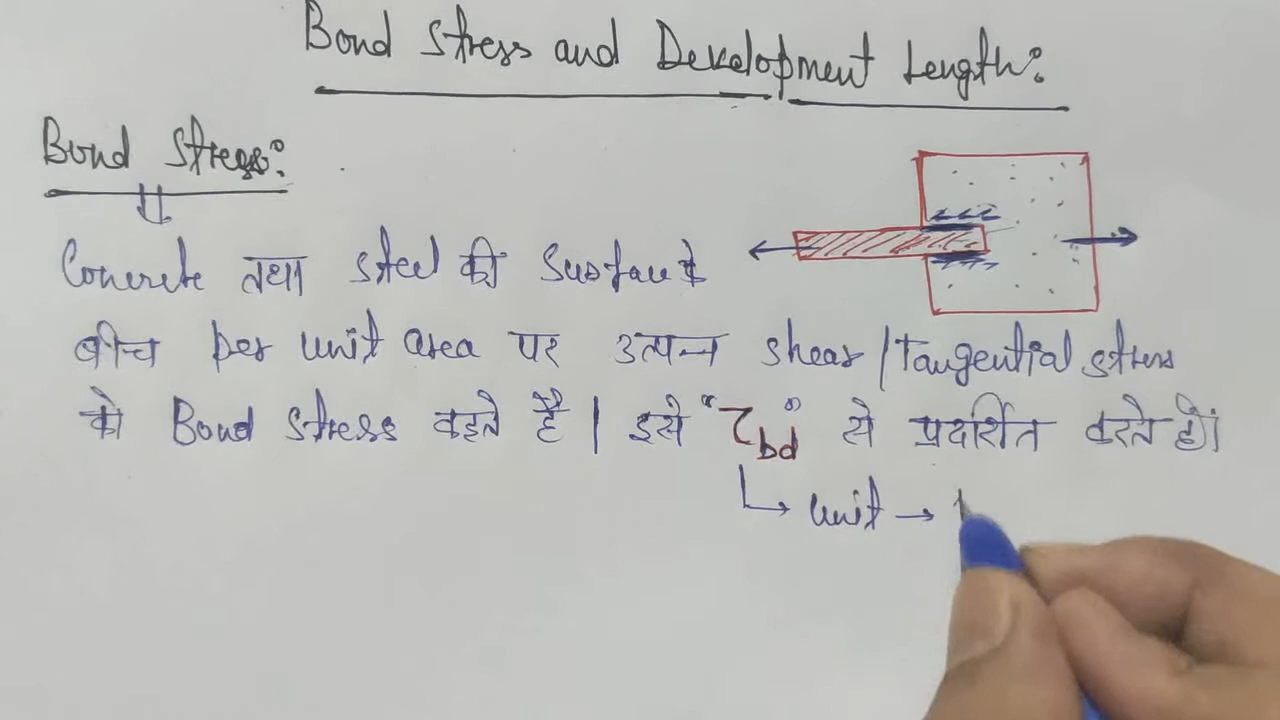 Bond Stress and Development Length:
Bond Stress:
Concrete तथा Steel की Surface के
बीच per unit area पर उत्पन्न shear/Tangential stress
को Bond Stress कहते है | इसे "τbd" से प्रदर्शित करते है।
↳ unit →